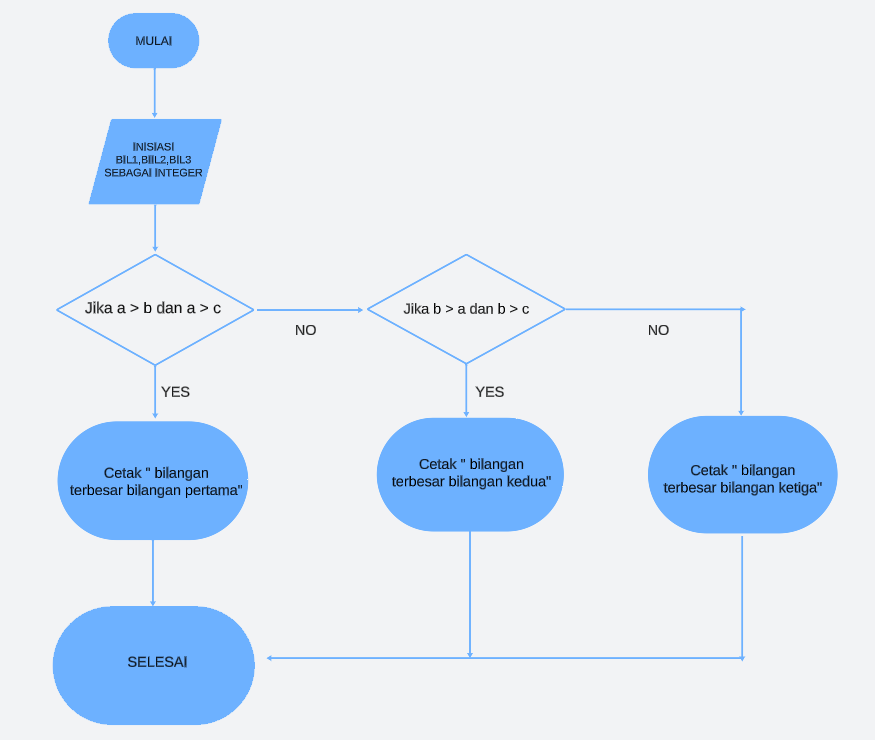 MULAI
INISIASI
BIL1,BIIL2,BIL3
SEBAGAI INTEGER
Jika a > b dan a > c
NO
Jika b > a dan b > c
NO
YES
YES
Cetak " bilangan
terbesar bilangan pertama"
Cetak " bilangan
terbesar bilangan kedua"
Cetak " bilangan
terbesar bilangan ketiga"
SELESAI